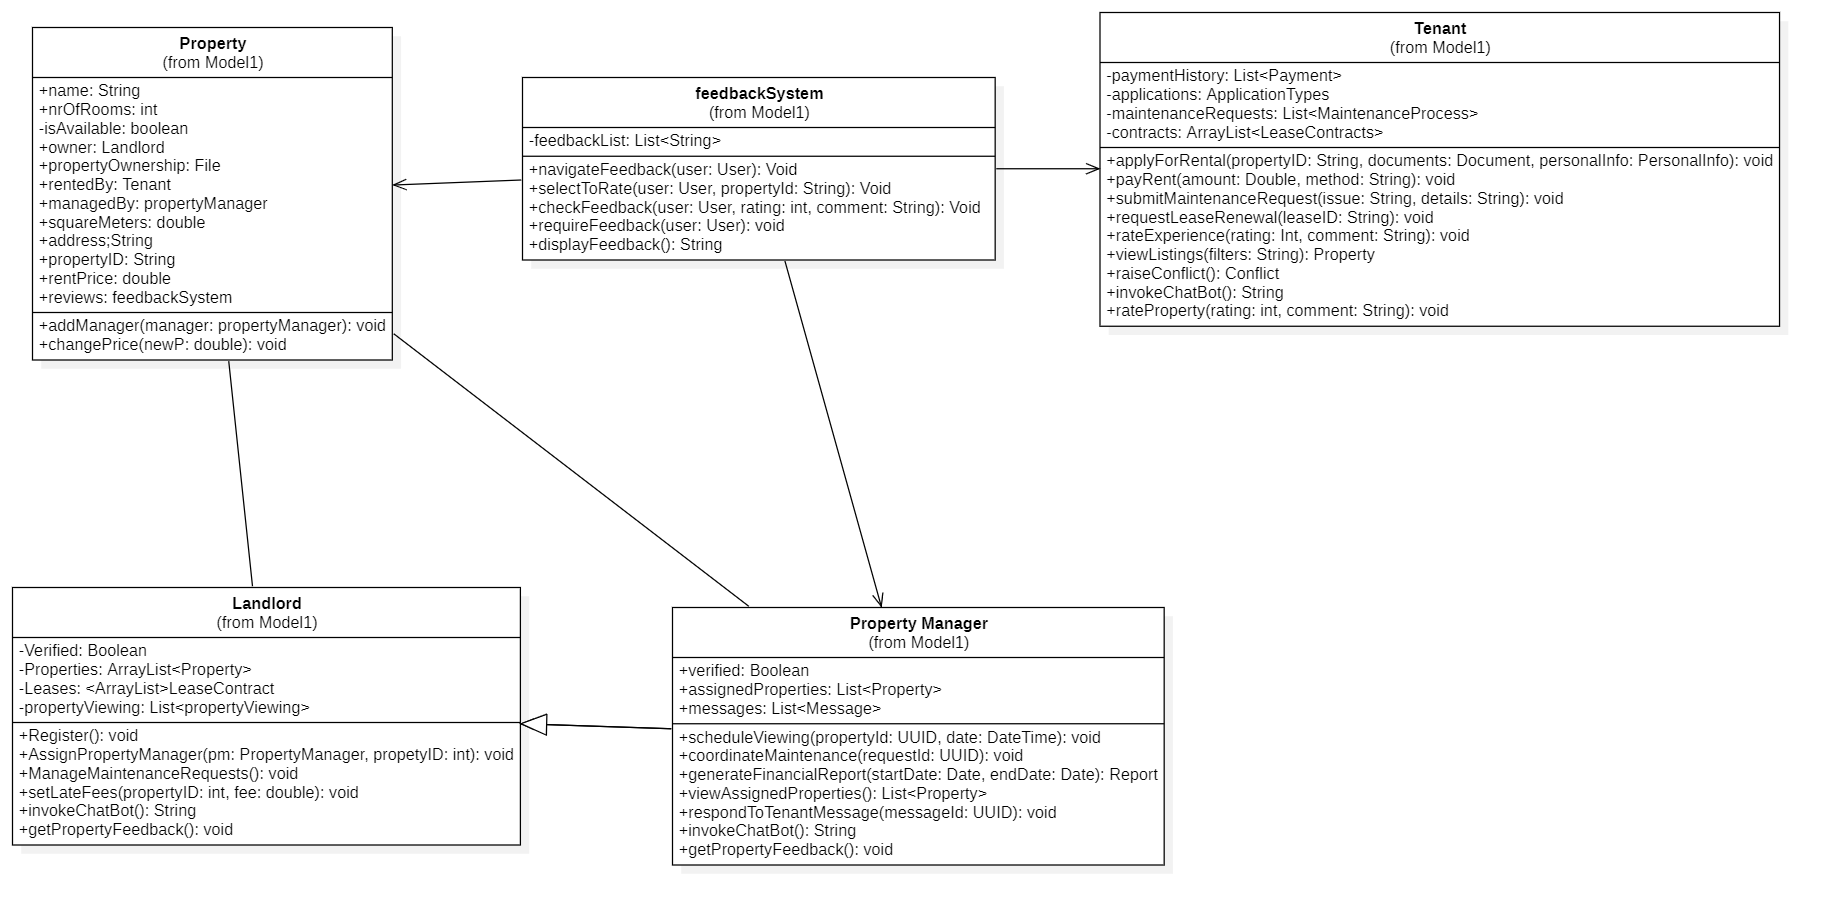 Property
(from Model1)
+name: String
+nrOfRooms: int
-isAvailable: boolean
+owner: Landlord
+propertyOwnership: File
+rentedBy: Tenant
+managedBy: propertyManager
+squareMeters: double
+address;String
+propertyID: String
+rentPrice: double
+reviews: feedbackSystem
+addManager(manager: propertyManager): void
+changePrice(newP: double): void
feedbackSystem
(from Model1)
-feedbackList: List<String>
+navigateFeedback(user: User): Void
+selectToRate(user: User, propertyId: String): Void
+checkFeedback(user: User, rating: int, comment: String): Void
+requireFeedback(user: User): void
+displayFeedback(): String
Tenant
(from Model1)
-paymentHistory: List<Payment>
-applications: ApplicationTypes
-maintenanceRequests: List<MaintenanceProcess>
-contracts: ArrayList<LeaseContracts>
+applyForRental(propertyID: String, documents: Document, personalInfo: PersonalInfo): void
+payRent(amount: Double, method: String): void
+submitMaintenanceRequest(issue: String, details: String): void
+requestLeaseRenewal(leaseID: String): void
+rateExperience(rating: Int, comment: String): void
+viewListings(filters: String): Property
+raiseConflict(): Conflict
+invokeChatBot(): String
+rateProperty(rating: int, comment: String): void
Landlord
(from Model1)
-Verified: Boolean
-Properties: ArrayList<Property>
-Leases: <ArrayList>LeaseContract
-propertyViewing: List<propertyViewing>
+Register(): void
+AssignPropertyManager(pm: PropertyManager, propetyID: int): void
+ManageMaintenanceRequests(): void
+setLateFees(propertyID: int, fee: double): void
+invokeChatBot(): String
+getPropertyFeedback(): void
Property Manager
(from Model1)
+verified: Boolean
+assignedProperties: List<Property>
+messages: List<Message>
+scheduleViewing(propertyId: UUID, date: DateTime): void
+coordinateMaintenance(requestId: UUID): void
+generateFinancialReport(startDate: Date, endDate: Date): Report
+viewAssignedProperties(): List<Property>
+respondToTenantMessage(messageId: UUID): void
+invokeChatBot(): String
+getPropertyFeedback(): void